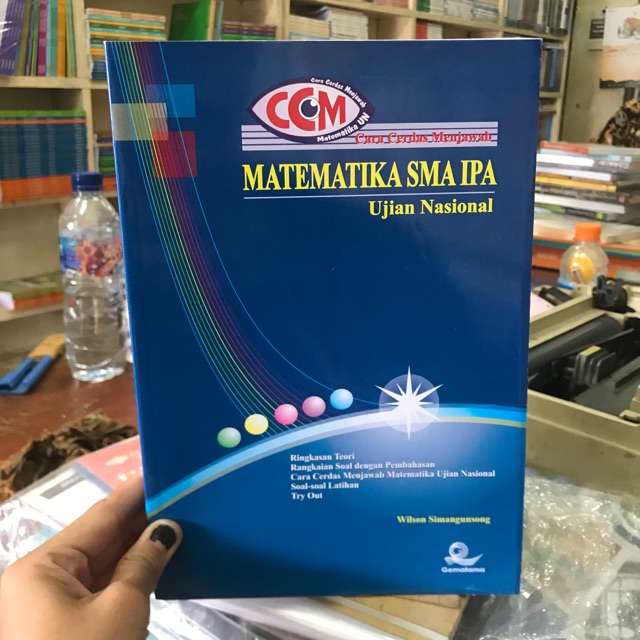 Cara Cerdas Menjawab
CCM
Matematika UN
Cara Cerdas Menjawab
MATEMATIKA SMA IPA
Ujian Nasional
Ringkasan Teori
Rangkaian Soal dengan Pembahasan
Cara Cerdas Menjawab Matematika Ujian Nasional
Soal-soal Latihan
Try Out
Wilson Simangunsong
Gematama